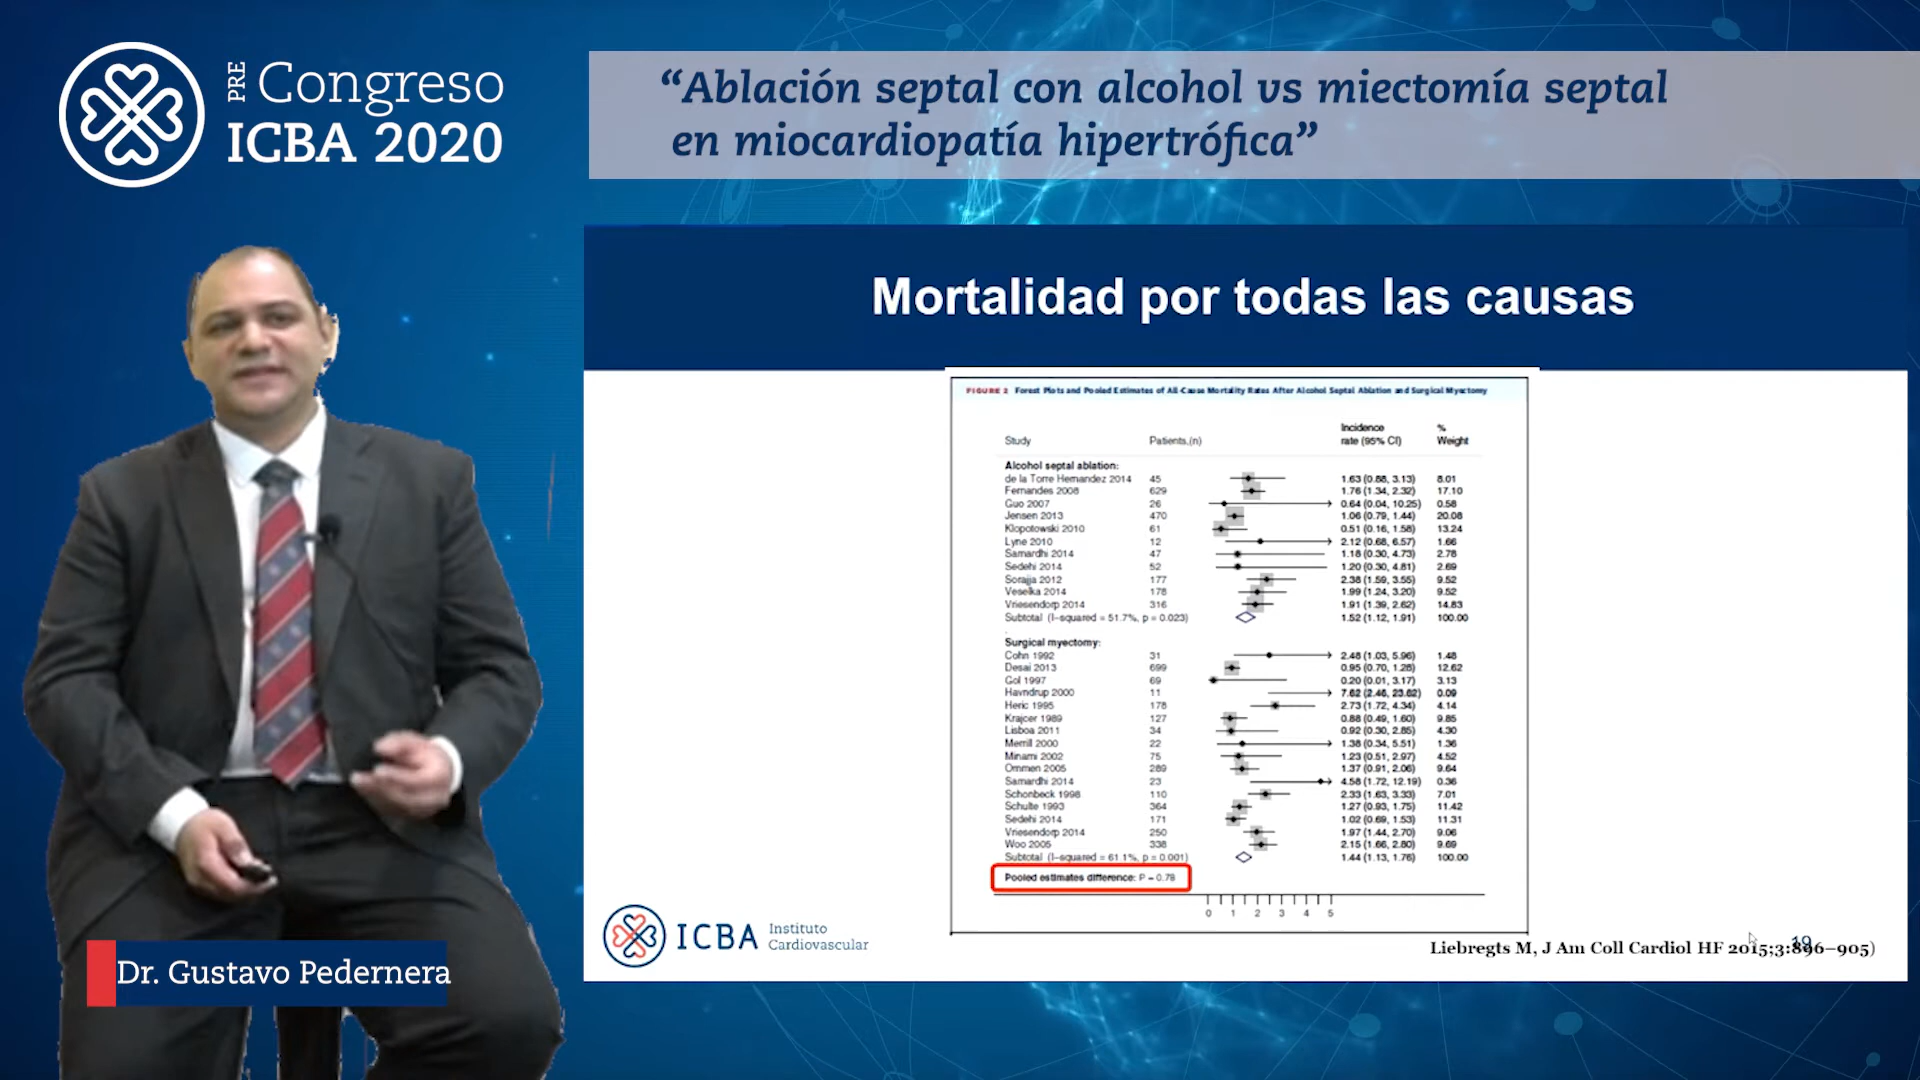 PRE Congreso
ICBA 2020
“Ablación septal con alcohol vs miectomía septal
en miocardiopatía hipertrófica”
Mortalidad por todas las causas
FIGURE 2 Forest Plots and Pooled Estimates of All-Cause Mortality Rates After Alcohol Septal Ablation and Surgical Myectomy
Incidence %
Study Patients,(n) rate (95% CI) Weight
Alcohol septal ablation:
de la Torre Hernandez 2014 45 1.63 (0.88, 3.13) 8.01
Fernandes 2008 629 1.76 (1.34, 2.32) 17.10
Guo 2007 26 0.64 (0.04, 10.25) 0.58
Jensen 2013 470 1.06 (0.79, 1.44) 20.08
Klopotowski 2010 61 0.51 (0.16, 1.58) 13.24
Lyne 2010 12 2.12 (0.68, 6.57) 1.66
Samardhi 2014 47 1.18 (0.30, 4.73) 2.78
Sedehi 2014 52 1.20 (0.30, 4.81) 2.69
Sorajja 2012 177 2.38 (1.59, 3.55) 9.52
Veselka 2014 178 1.99 (1.24, 3.20) 9.52
Vriesendorp 2014 316 1.91 (1.39, 2.62) 14.83
Subtotal (I-squared = 51.7%, p = 0.023) 1.52 (1.12, 1.91) 100.00
Surgical myectomy:
Cohn 1992 31 2.48 (1.03, 5.96) 1.48
Desai 2013 699 0.95 (0.70, 1.28) 12.62
Gol 1997 69 0.20 (0.01, 3.17) 3.13
Havndrup 2000 11 7.62 (2.46, 23.62) 0.09
Heric 1995 178 2.73 (1.72, 4.34) 4.14
Krajcer 1989 127 0.88 (0.49, 1.60) 9.85
Lisboa 2011 34 0.92 (0.30, 2.85) 4.30
Merrill 2000 22 1.38 (0.34, 5.51) 1.36
Minami 2002 75 1.23 (0.51, 2.97) 4.52
Ommen 2005 289 1.37 (0.91, 2.06) 9.64
Samardhi 2014 23 4.58 (1.72, 12.19) 0.36
Schonbeck 1998 110 2.33 (1.63, 3.33) 7.01
Schulte 1993 364 1.27 (0.93, 1.75) 11.42
Sedehi 2014 171 1.02 (0.69, 1.53) 11.31
Vriesendorp 2014 250 1.97 (1.44, 2.70) 9.06
Woo 2005 338 2.15 (1.66, 2.80) 9.69
Subtotal (I-squared = 61.1%, p = 0.001) 1.44 (1.13, 1.76) 100.00
Pooled estimates difference: P = 0.78
0 1 2 3 4 5
ICBA Instituto
Cardiovascular
19
Liebregts M, J Am Coll Cardiol HF 2015;3:896–905)
Dr. Gustavo Pedernera